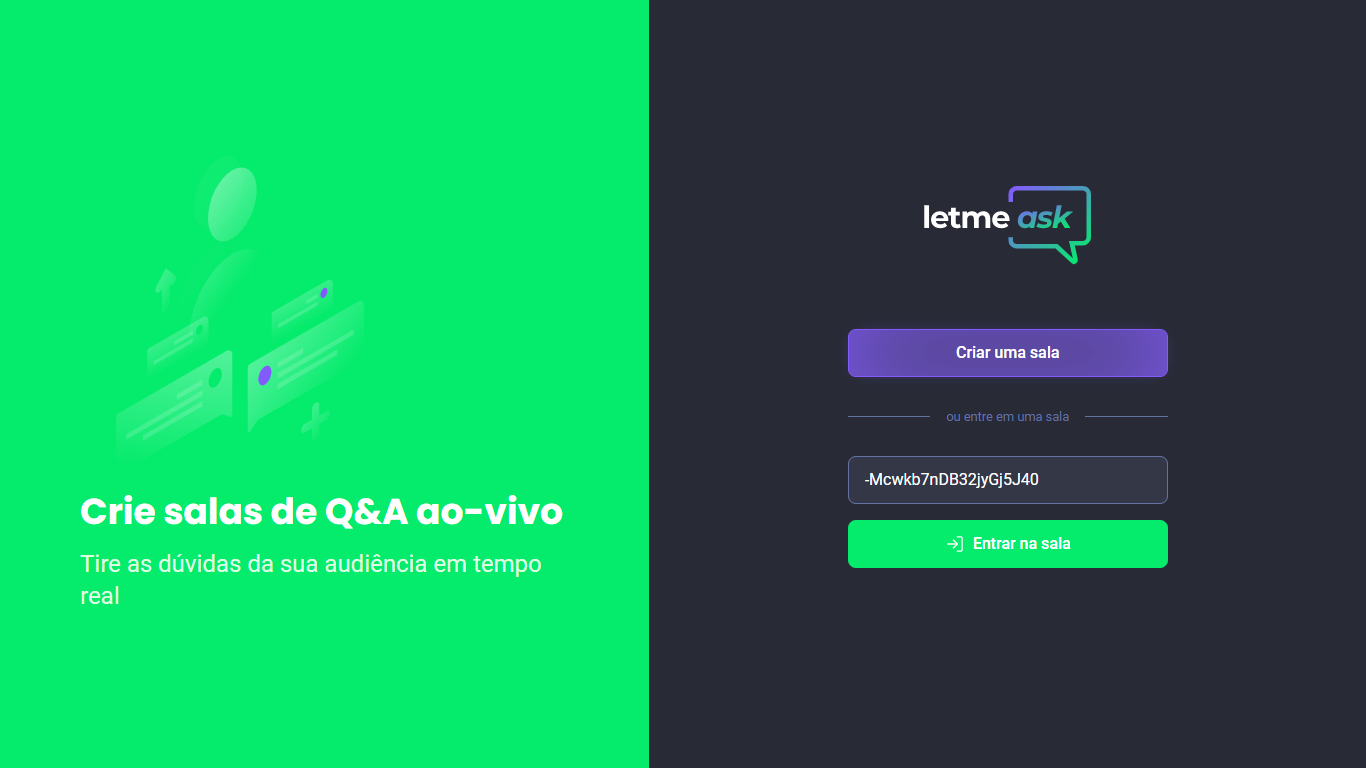 Crie salas de Q&A ao-vivo
Tire as dúvidas da sua audiência em tempo
real
letme ask
Criar uma sala
ou entre em uma sala
-Mcwkb7nDB32jyGj5J40
Entrar na sala